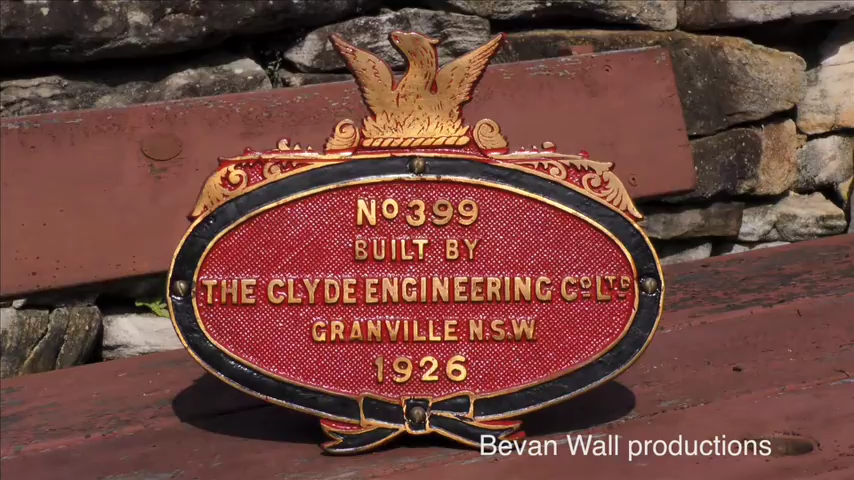 No 399
BUILT BY
THE CLYDE ENGINEERING Co LTD
GRANVILLE N.S.W.
1926
Bevan Wall productions